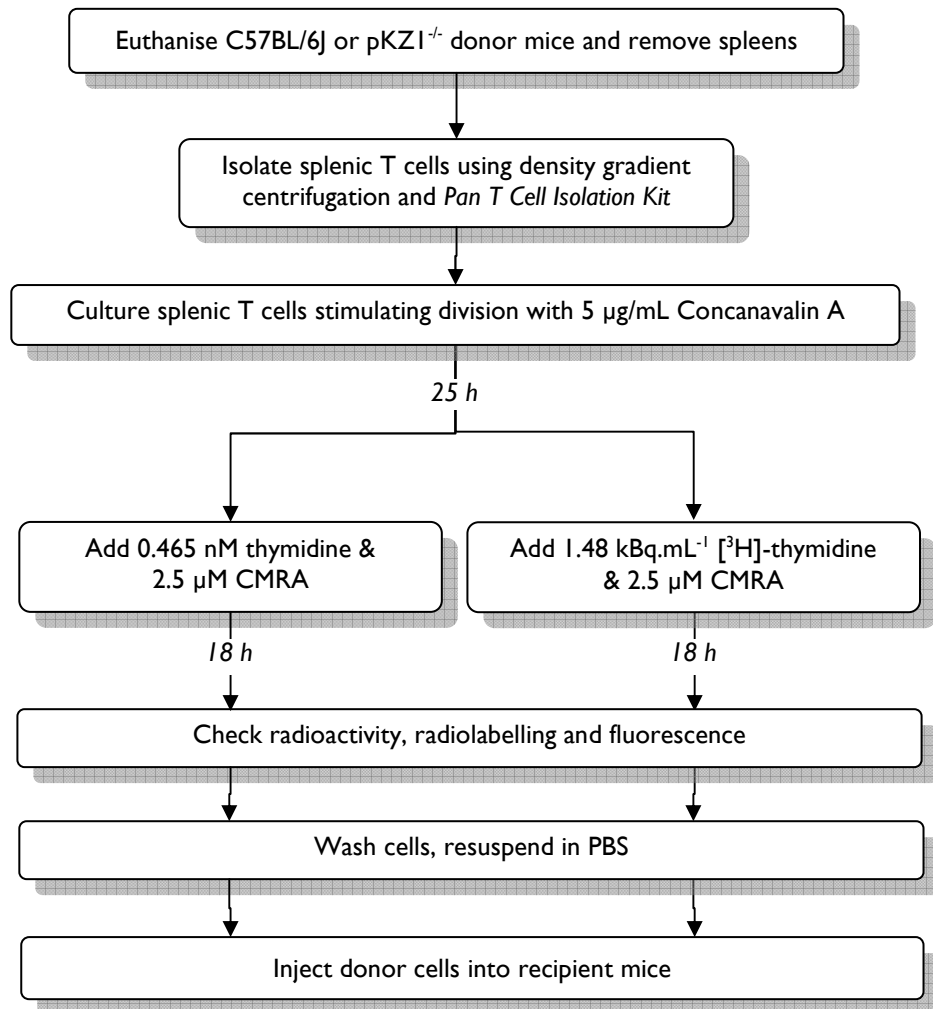 Euthanise C57BL/6J or pKZ1-/- donor mice and remove spleens
Isolate splenic T cells using density gradient
centrifugation and Pan T Cell Isolation Kit
Culture splenic T cells stimulating division with 5 µg/mL Concanavalin A
25 h
Add 0.465 nM thymidine &
2.5 µM CMRA
Add 1.48 kBq.mL-1 [3H]-thymidine
& 2.5 µM CMRA
18 h
18 h
Check radioactivity, radiolabelling and fluorescence
Wash cells, resuspend in PBS
Inject donor cells into recipient mice